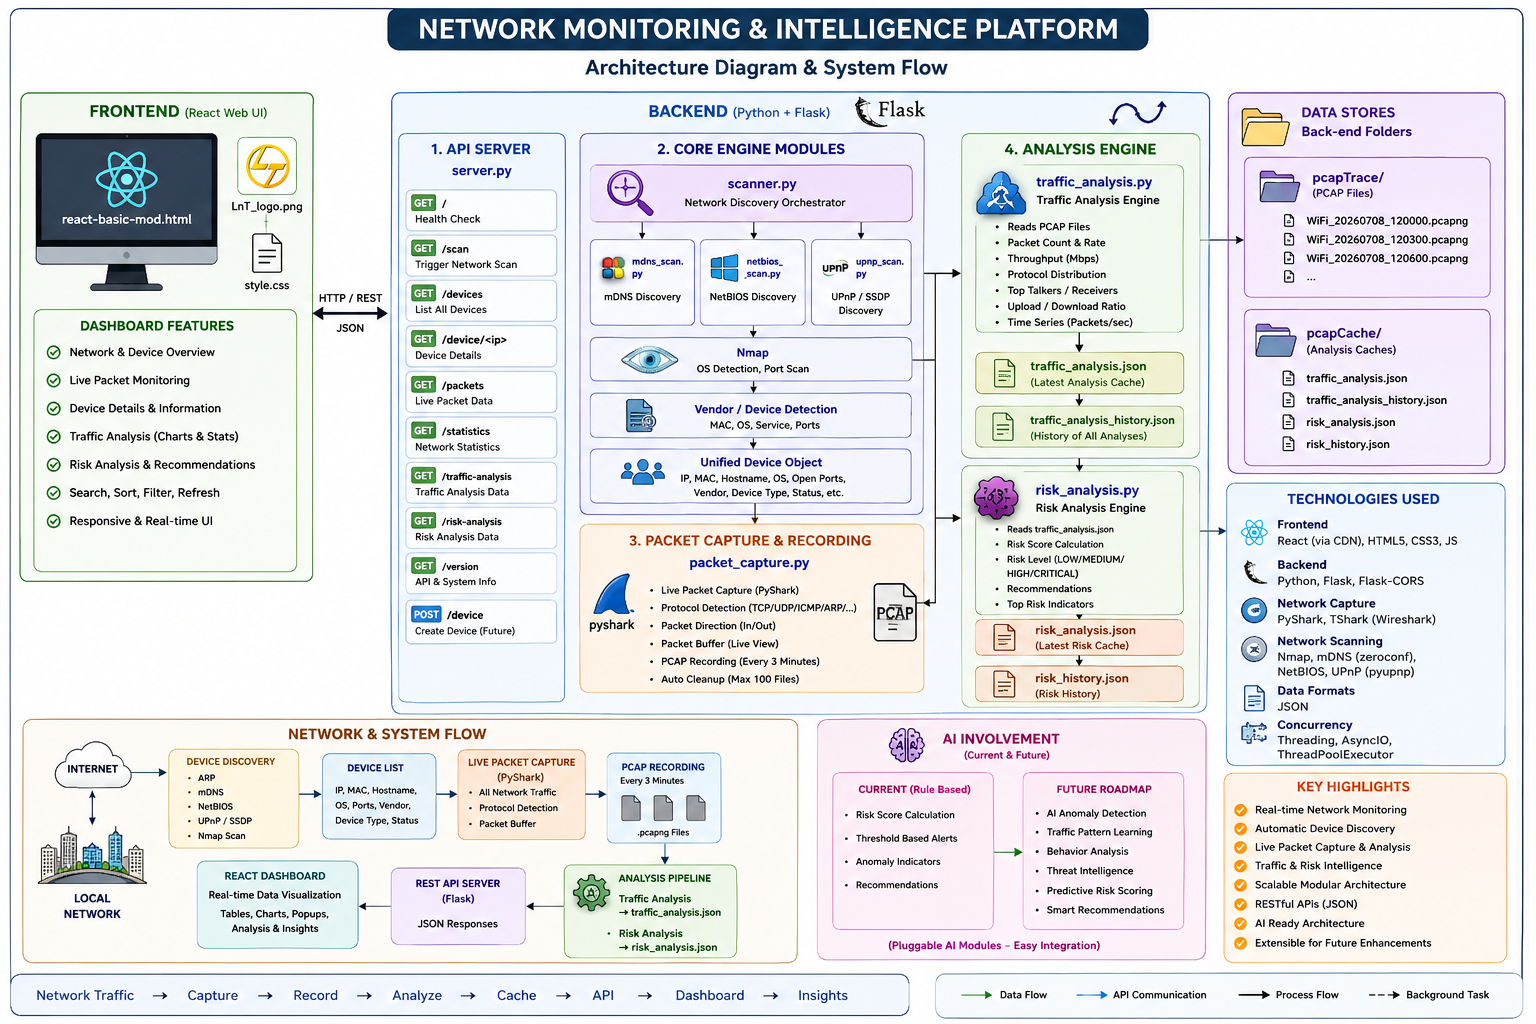 NETWORK MONITORING & INTELLIGENCE PLATFORM
Architecture Diagram & System Flow
FRONTEND (React Web UI)
react-basic-mod.html
LT
LnT_logo.png
style.css
DASHBOARD FEATURES
Network & Device Overview
Live Packet Monitoring
Device Details & Information
Traffic Analysis (Charts & Stats)
Risk Analysis & Recommendations
Search, Sort, Filter, Refresh
Responsive & Real-time UI
HTTP / REST
JSON
BACKEND (Python + Flask)
Flask
1. API SERVER
server.py
GET /
Health Check
GET /scan
Trigger Network Scan
GET /devices
List All Devices
GET /device/<ip>
Device Details
GET /packets
Live Packet Data
GET /statistics
Network Statistics
GET /traffic-analysis
Traffic Analysis Data
GET /risk-analysis
Risk Analysis Data
GET /version
API & System Info
POST /device
Create Device (Future)
2. CORE ENGINE MODULES
scanner.py
Network Discovery Orchestrator
mdns_scan.
py
mDNS Discovery
netbios_
_scan.py
NetBIOS Discovery
UPnP
upnp_scan.
py
UPnP / SSDP
Discovery
Nmap
OS Detection, Port Scan
Vendor / Device Detection
MAC, OS, Service, Ports
Unified Device Object
IP, MAC, Hostname, OS, Open Ports,
Vendor, Device Type, Status, etc.
3. PACKET CAPTURE & RECORDING
packet_capture.py
pyshark
• Live Packet Capture (PyShark)
• Protocol Detection (TCP/UDP/ICMP/ARP/...)
• Packet Direction (In/Out)
• Packet Buffer (Live View)
• PCAP Recording (Every 3 Minutes)
• Auto Cleanup (Max 100 Files)
PCAP
4. ANALYSIS ENGINE
traffic_analysis.py
Traffic Analysis Engine
• Reads PCAP Files
• Packet Count & Rate
• Throughput (Mbps)
• Protocol Distribution
• Top Talkers / Receivers
• Upload / Download Ratio
• Time Series (Packets/sec)
traffic_analysis.json
(Latest Analysis Cache)
traffic_analysis_history.json
(History of All Analyses)
risk_analysis.py
Risk Analysis Engine
• Reads traffic_analysis.json
• Risk Score Calculation
• Risk Level (LOW/MEDIUM/
HIGH/CRITICAL)
• Recommendations
• Top Risk Indicators
risk_analysis.json
(Latest Risk Cache)
risk_history.json
(Risk History)
DATA STORES
Back-end Folders
pcapTrace/
(PCAP Files)
WiFi_20260708_120000.pcapng
WiFi_20260708_120300.pcapng
WiFi_20260708_120600.pcapng
...
pcapCache/
(Analysis Caches)
traffic_analysis.json
traffic_analysis_history.json
risk_analysis.json
risk_history.json
TECHNOLOGIES USED
Frontend
React (via CDN), HTML5, CSS3, JS
Backend
Python, Flask, Flask-CORS
Network Capture
PyShark, TShark (Wireshark)
Network Scanning
Nmap, mDNS (zeroconf),
NetBIOS, UPnP (pyupnp)
Data Formats
JSON
Concurrency
Threading, AsyncIO,
ThreadPoolExecutor
NETWORK & SYSTEM FLOW
INTERNET
LOCAL
NETWORK
DEVICE DISCOVERY
• ARP
• mDNS
• NetBIOS
• UPnP / SSDP
• Nmap Scan
DEVICE LIST
IP, MAC, Hostname,
OS, Ports, Vendor,
Device Type, Status
LIVE PACKET CAPTURE
(PyShark)
• All Network Traffic
• Protocol Detection
• Packet Buffer
PCAP RECORDING
Every 3 Minutes
.pcapng Files
REACT DASHBOARD
Real-time Data Visualization
Tables, Charts, Popups,
Analysis & Insights
REST API SERVER
(Flask)
JSON Responses
ANALYSIS PIPELINE
Traffic Analysis
→ traffic_analysis.json
• Risk Analysis
→ risk_analysis.json
AI INVOLVEMENT
(Current & Future)
CURRENT (Rule Based)
• Risk Score Calculation
• Threshold Based Alerts
• Anomaly Indicators
• Recommendations
FUTURE ROADMAP
• AI Anomaly Detection
• Traffic Pattern Learning
• Behavior Analysis
• Threat Intelligence
• Predictive Risk Scoring
• Smart Recommendations
(Pluggable AI Modules – Easy Integration)
KEY HIGHLIGHTS
Real-time Network Monitoring
Automatic Device Discovery
Live Packet Capture & Analysis
Traffic & Risk Intelligence
Scalable Modular Architecture
RESTful APIs (JSON)
AI Ready Architecture
Extensible for Future Enhancements
Network Traffic → Capture → Record → Analyze → Cache → API → Dashboard → Insights
Data Flow
API Communication
Process Flow
Background Task